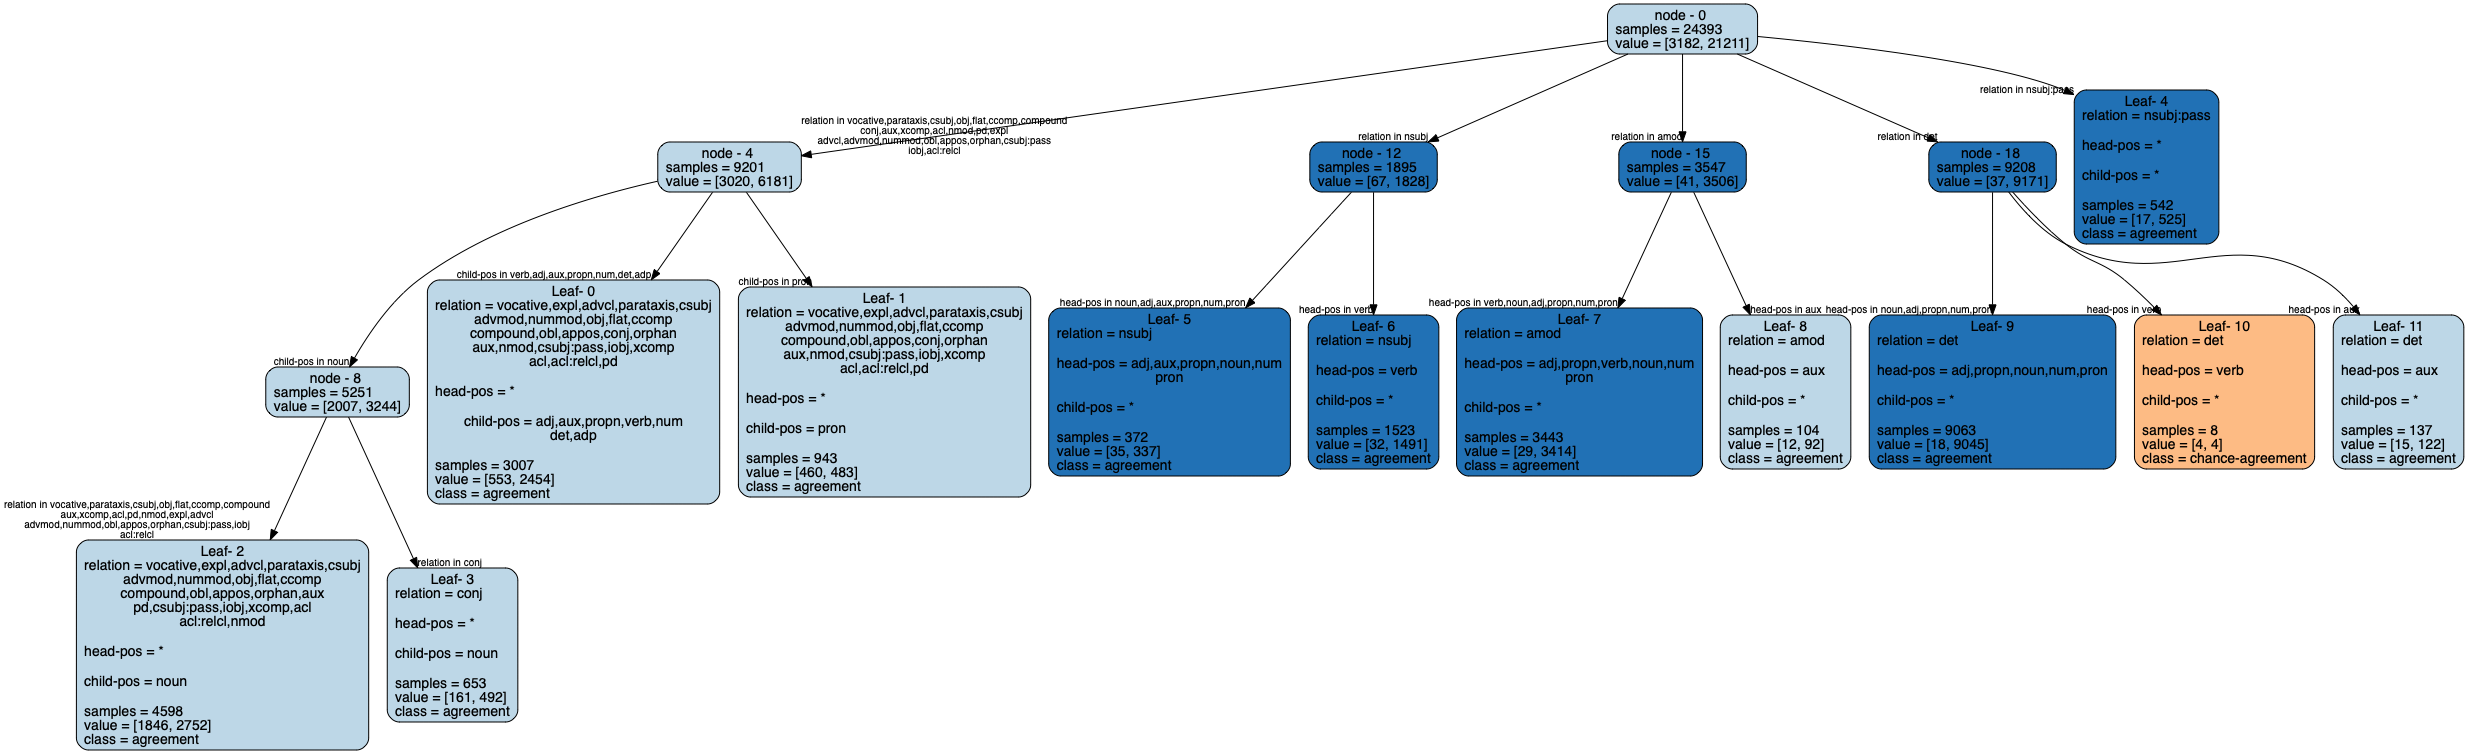 node - 0
samples = 24393
value = [3182, 21211]
relation in vocative,parataxis,csubj,obj,flat,ccomp,compound
conj,aux,xcomp,acl,nmod,pd,expl
advcl,advmod,nummod,obl,appos,orphan,csubj:pass
iobj,acl:relcl
node - 4
samples = 9201
value = [3020, 6181]
relation in nsubj
node - 12
samples = 1895
value = [67, 1828]
relation in amod
node - 15
samples = 3547
value = [41, 3506]
relation in det
node - 18
samples = 9208
value = [37, 9171]
relation in nsubj:pass
Leaf- 4
relation = nsubj:pass
head-pos = *
child-pos = *
samples = 542
value = [17, 525]
class = agreement
child-pos in noun
node - 8
samples = 5251
value = [2007, 3244]
child-pos in verb,adj,aux,propn,num,det,adp
Leaf- 0
relation = vocative,expl,advcl,parataxis,csubj
advmod,nummod,obj,flat,ccomp
compound,obl,appos,conj,orphan
aux,nmod,csubj:pass,iobj,xcomp
acl,acl:relcl,pd
head-pos = *
child-pos = adj,aux,propn,verb,num
det,adp
samples = 3007
value = [553, 2454]
class = agreement
child-pos in pron
Leaf- 1
relation = vocative,expl,advcl,parataxis,csubj
advmod,nummod,obj,flat,ccomp
compound,obl,appos,conj,orphan
aux,nmod,csubj:pass,iobj,xcomp
acl,acl:relcl,pd
head-pos = *
child-pos = pron
samples = 943
value = [460, 483]
class = agreement
head-pos in noun,adj,aux,propn,num,pron
Leaf- 5
relation = nsubj
head-pos = adj,aux,propn,noun,num
pron
child-pos = *
samples = 372
value = [35, 337]
class = agreement
head-pos in verb
Leaf- 6
relation = nsubj
head-pos = verb
child-pos = *
samples = 1523
value = [32, 1491]
class = agreement
head-pos in verb,noun,adj,propn,num,pron
Leaf- 7
relation = amod
head-pos = adj,propn,verb,noun,num
pron
child-pos = *
samples = 3443
value = [29, 3414]
class = agreement
head-pos in aux
Leaf- 8
relation = amod
head-pos = aux
child-pos = *
samples = 104
value = [12, 92]
class = agreement
head-pos in noun,adj,propn,num,pron
Leaf- 9
relation = det
head-pos = adj,propn,noun,num,pron
child-pos = *
samples = 9063
value = [18, 9045]
class = agreement
head-pos in verb
Leaf- 10
relation = det
head-pos = verb
child-pos = *
samples = 8
value = [4, 4]
class = chance-agreement
head-pos in aux
Leaf- 11
relation = det
head-pos = aux
child-pos = *
samples = 137
value = [15, 122]
class = agreement
relation in vocative,parataxis,csubj,obj,flat,ccomp,compound
aux,xcomp,acl,pd,nmod,expl,advcl
advmod,nummod,obl,appos,orphan,csubj:pass,iobj
acl:relcl
Leaf- 2
relation = vocative,expl,advcl,parataxis,csubj
advmod,nummod,obj,flat,ccomp
compound,obl,appos,orphan,aux
pd,csubj:pass,iobj,xcomp,acl
acl:relcl,nmod
head-pos = *
child-pos = noun
samples = 4598
value = [1846, 2752]
class = agreement
relation in conj
Leaf- 3
relation = conj
head-pos = *
child-pos = noun
samples = 653
value = [161, 492]
class = agreement